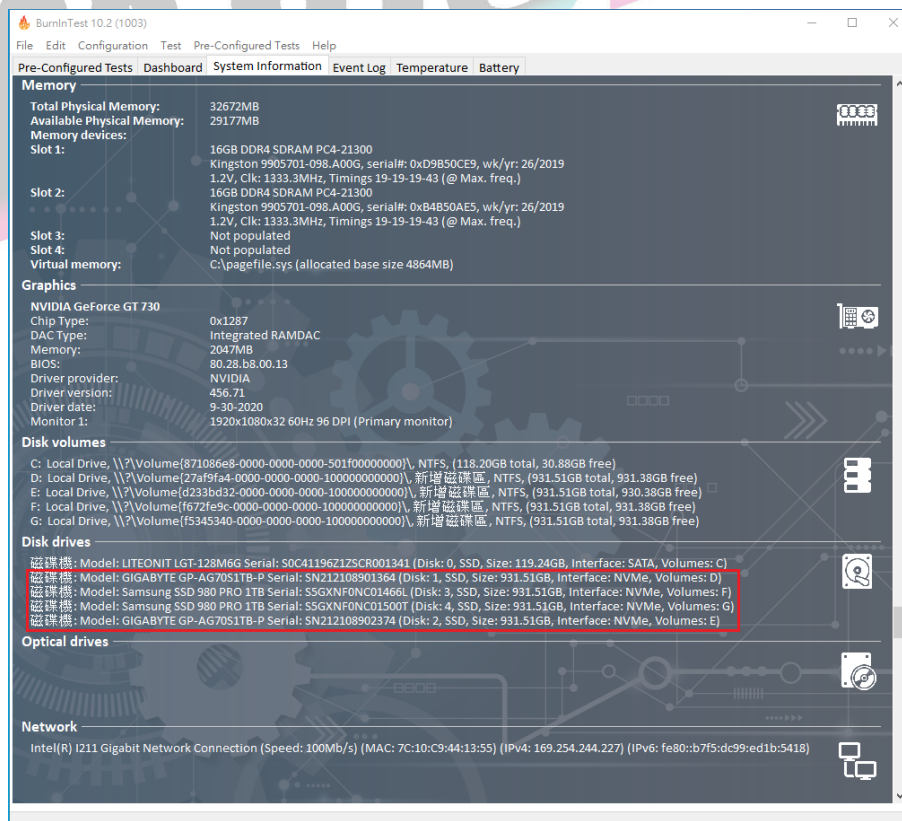 BurnInTest 10.2 (1003)
File Edit Configuration Test Pre-Configured Tests Help
Pre-Configured Tests Dashboard System Information Event Log Temperature Battery
Memory
Total Physical Memory: 32672MB
Available Physical Memory: 29177MB
Memory devices:
Slot 1: 16GB DDR4 SDRAM PC4-21300
Kingston 9905701-098.A00G, serial#: 0xD9B50CE9, wk/yr: 26/2019
1.2V, Clk: 1333.3MHz, Timings 19-19-19-43 (@ Max. freq.)
Slot 2: 16GB DDR4 SDRAM PC4-21300
Kingston 9905701-098.A00G, serial#: 0xB4B50AE5, wk/yr: 26/2019
1.2V, Clk: 1333.3MHz, Timings 19-19-19-43 (@ Max. freq.)
Slot 3: Not populated
Slot 4: Not populated
Virtual memory: C:\pagefile.sys (allocated base size 4864MB)
Graphics
NVIDIA GeForce GT 730
Chip Type: 0x1287
DAC Type: Integrated RAMDAC
Memory: 2047MB
BIOS: 80.28.b8.00.13
Driver provider: NVIDIA
Driver version: 456.71
Driver date: 9-30-2020
Monitor 1: 1920x1080x32 60Hz 96 DPI (Primary monitor)
Disk volumes
C: Local Drive, \\?\Volume{871086e8-0000-0000-0000-501f00000000}\, NTFS, (118.20GB total, 30.88GB free)
D: Local Drive, \\?\Volume{27af9fa4-0000-0000-0000-100000000000}\, 新增磁碟區, NTFS, (931.51GB total, 931.38GB free)
E: Local Drive, \\?\Volume{d233bd32-0000-0000-0000-100000000000}\, 新增磁碟區, NTFS, (931.51GB total, 930.38GB free)
F: Local Drive, \\?\Volume{f672fe9c-0000-0000-0000-100000000000}\, 新增磁碟區, NTFS, (931.51GB total, 931.38GB free)
G: Local Drive, \\?\Volume{f5345340-0000-0000-0000-100000000000}\, 新增磁碟區, NTFS, (931.51GB total, 931.38GB free)
Disk drives
磁碟機: Model: LITEONIT LGT-128M6G Serial: S0C41196Z1ZSCR001341 (Disk: 0, SSD, Size: 119.24GB, Interface: SATA, Volumes: C)
磁碟機: Model: GIGABYTE GP-AG70S1TB-P Serial: SN212108901364 (Disk: 1, SSD, Size: 931.51GB, Interface: NVMe, Volumes: D)
磁碟機: Model: Samsung SSD 980 PRO 1TB Serial: S5GXNF0NC01466L (Disk: 3, SSD, Size: 931.51GB, Interface: NVMe, Volumes: F)
磁碟機: Model: Samsung SSD 980 PRO 1TB Serial: S5GXNF0NC01500T (Disk: 4, SSD, Size: 931.51GB, Interface: NVMe, Volumes: G)
磁碟機: Model: GIGABYTE GP-AG70S1TB-P Serial: SN212108902374 (Disk: 2, SSD, Size: 931.51GB, Interface: NVMe, Volumes: E)
Optical drives
Network
Intel(R) I211 Gigabit Network Connection (Speed: 100Mb/s) (MAC: 7C:10:C9:44:13:55) (IPv4: 169.254.244.227) (IPv6: fe80::b7f5:dc99:ed1b:5418)